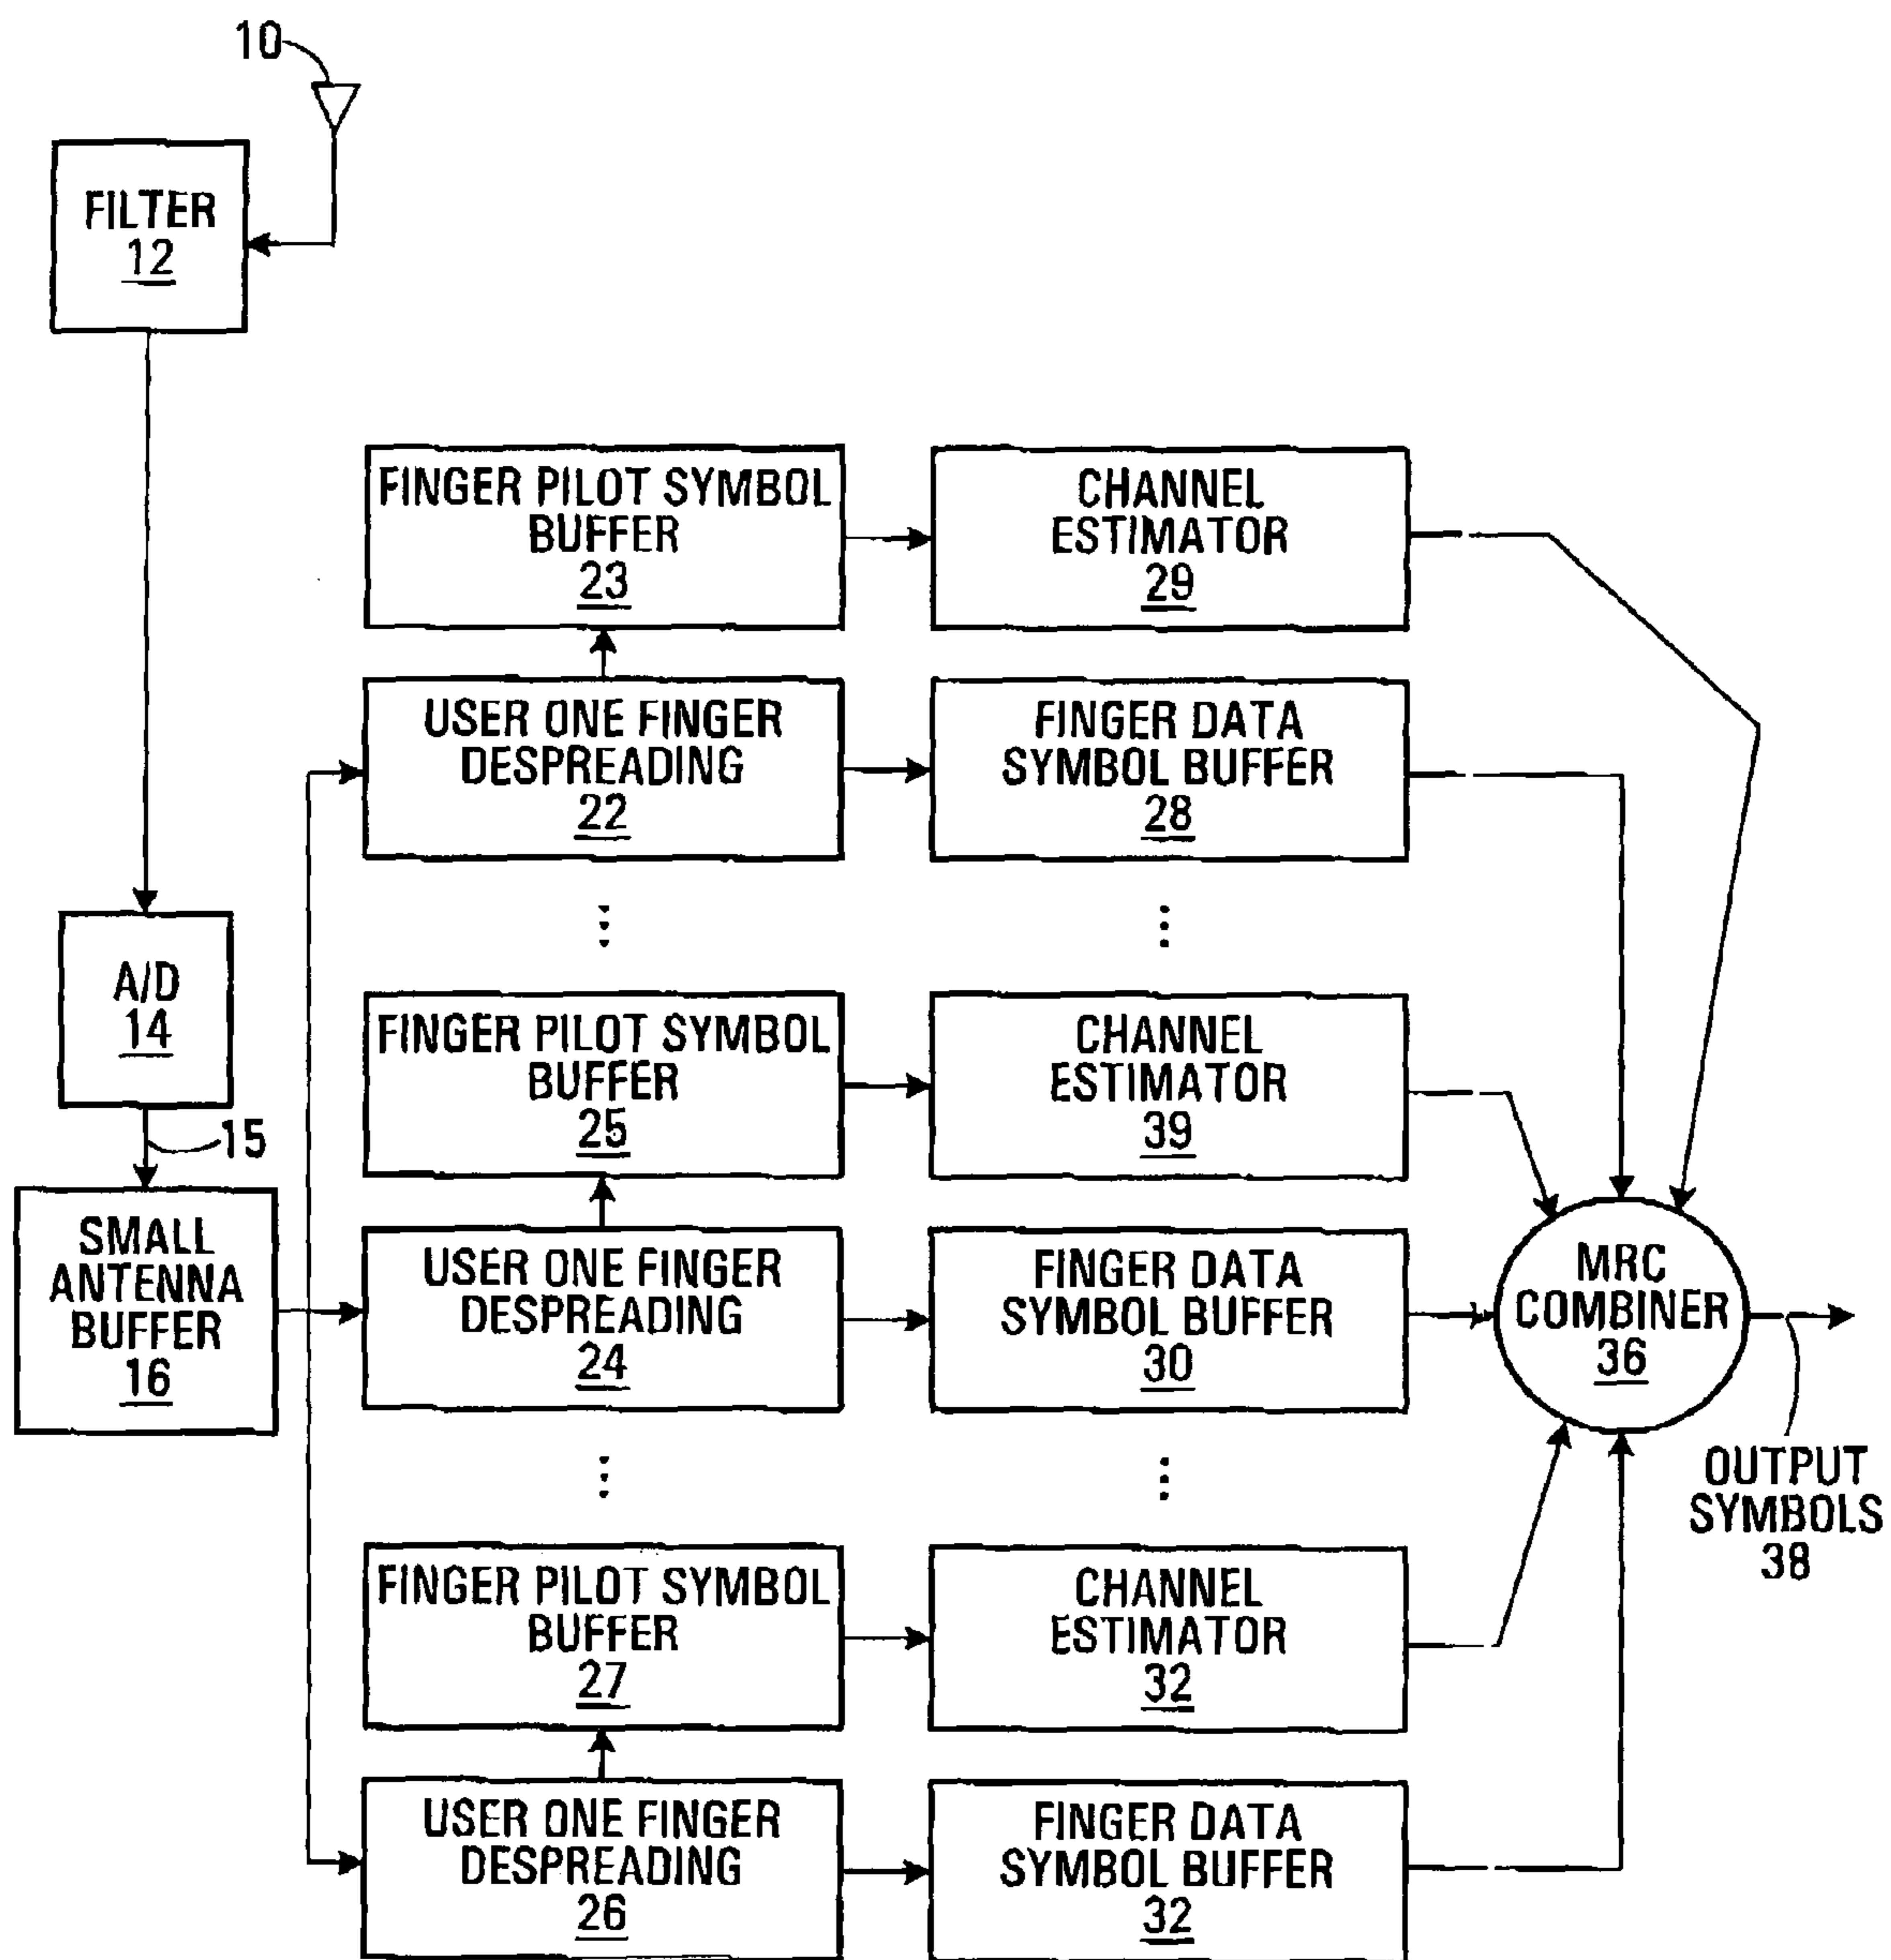 10
FILTER
12
FINGER PILOT SYMBOL
BUFFER
23
CHANNEL
ESTIMATOR
29
USER ONE FINGER
DESPREADING
22
FINGER DATA
SYMBOL BUFFER
28
A/D
14
15
FINGER PILOT SYMBOL
BUFFER
25
CHANNEL
ESTIMATOR
39
SMALL
ANTENNA
BUFFER
16
USER ONE FINGER
DESPREADING
24
FINGER DATA
SYMBOL BUFFER
30
MRC
COMBINER
36
OUTPUT
SYMBOLS
38
FINGER PILOT SYMBOL
BUFFER
27
CHANNEL
ESTIMATOR
32
USER ONE FINGER
DESPREADING
26
FINGER DATA
SYMBOL BUFFER
32